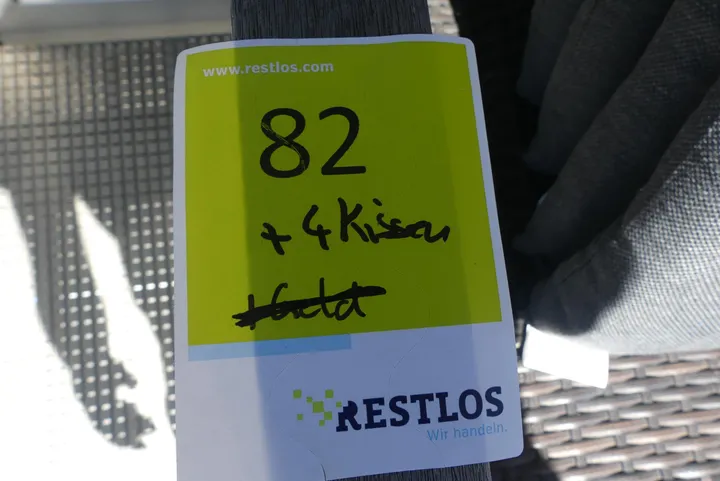 www.restlos.com
82
+ 4 Kissen
RESTLOS
Wir handeln.